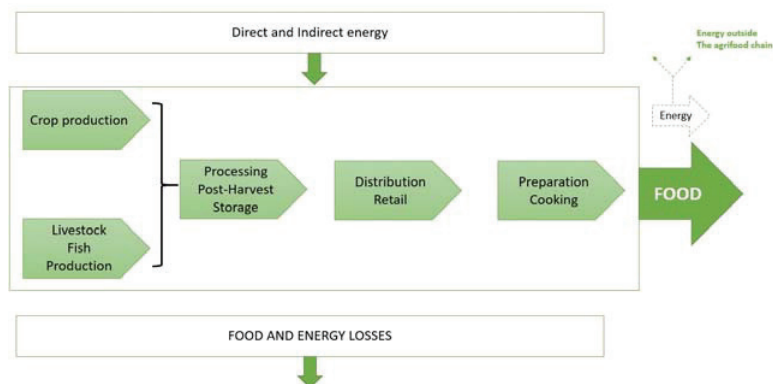 Direct and Indirect energy
Energy outside
The agrifood chain
Energy
Crop production
Processing
Post-Harvest
Storage
Distribution
Retail
Preparation
Cooking
FOOD
Livestock
Fish
Production
FOOD AND ENERGY LOSSES